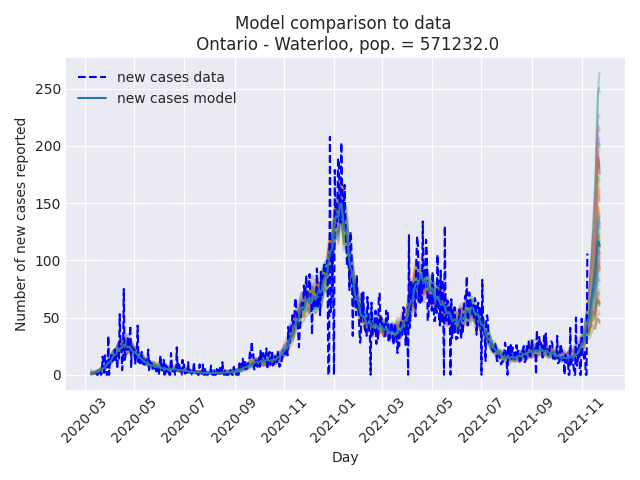 Model comparison to data
Ontario - Waterloo, pop. = 571232.0
new cases data
new cases model
Number of new cases reported
250
200
150
100
50
0
2020-03
2020-05
2020-07
2020-09
2020-11
2021-01
2021-03
2021-05
2021-07
2021-09
2021-11
Day